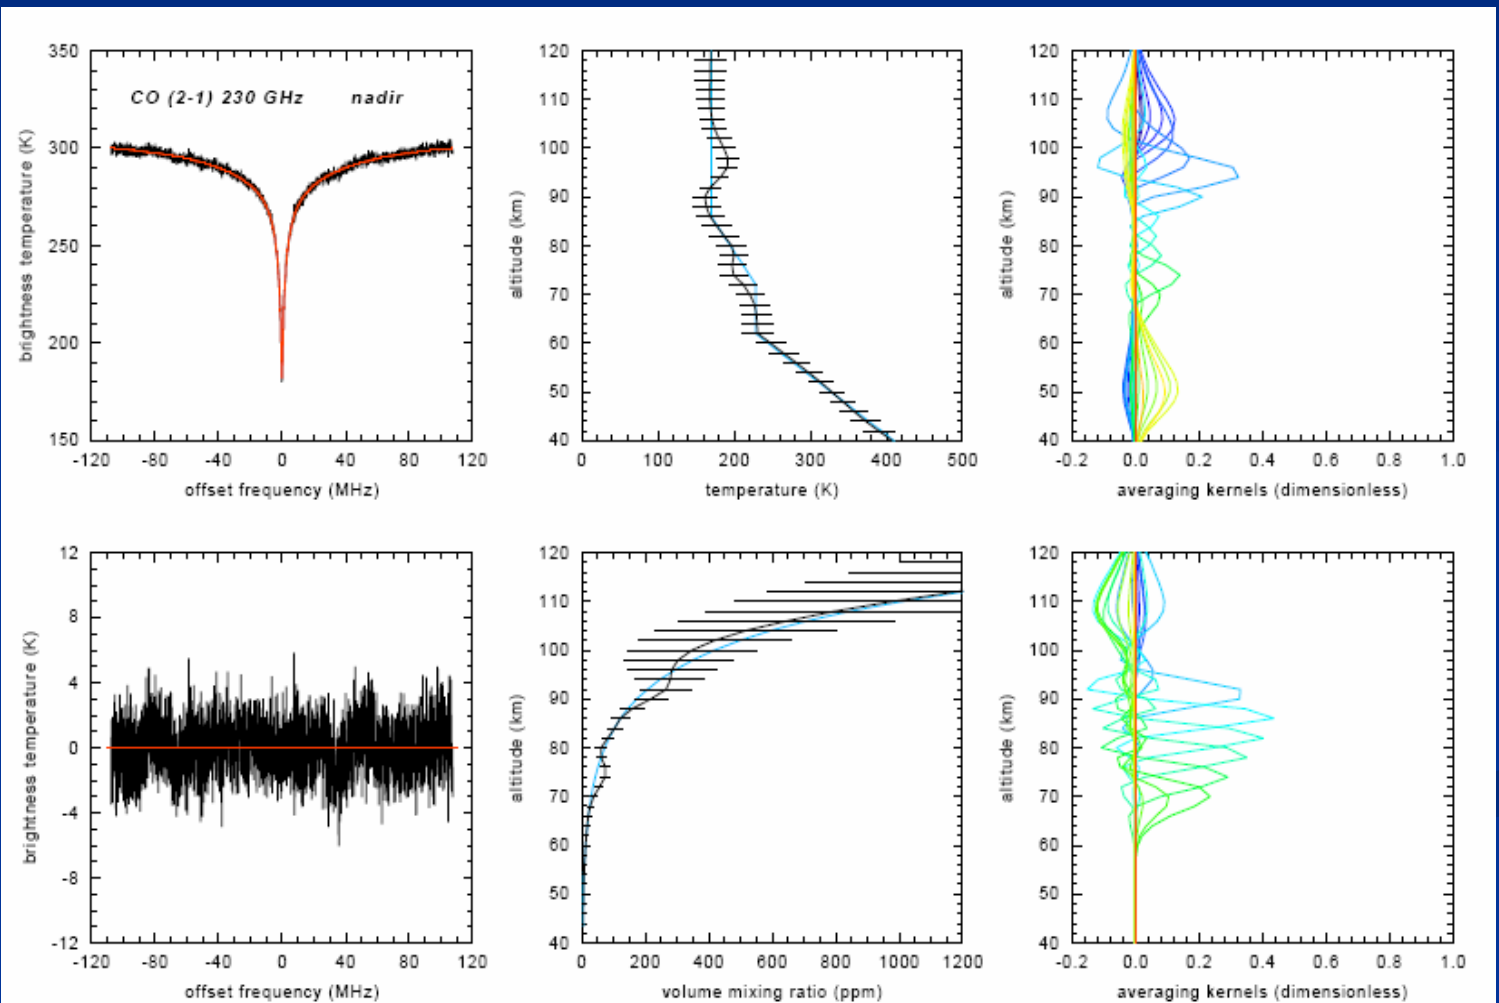 350
300
250
200
150
-120 -80 -40 0 40 80 120
brightness temperature (K)
offset frequency (MHz)
CO (2-1) 230 GHz nadir
120
110
100
90
80
70
60
50
40
0 100 200 300 400 500
altitude (km)
temperature (K)
120
110
100
90
80
70
60
50
40
-0.2 0.0 0.2 0.4 0.6 0.8 1.0
altitude (km)
averaging kernels (dimensionless)
12
8
4
0
-4
-8
-12
-120 -80 -40 0 40 80 120
brightness temperature (K)
offset frequency (MHz)
120
110
100
90
80
70
60
50
40
0 200 400 600 800 1000 1200
altitude (km)
volume mixing ratio (ppm)
120
110
100
90
80
70
60
50
40
-0.2 0.0 0.2 0.4 0.6 0.8 1.0
altitude (km)
averaging kernels (dimensionless)